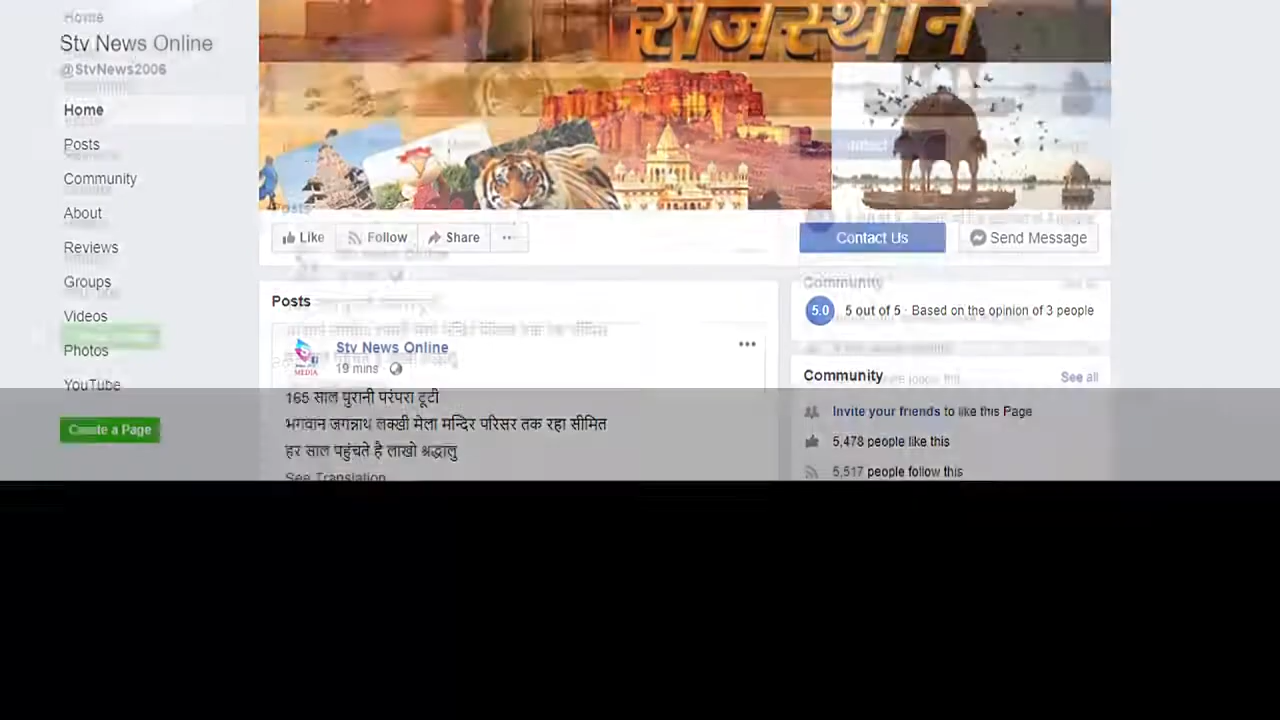 Home
Stv News Online
@StvNews2006
Home
Posts
Community
About
Reviews
Groups
Videos
Photos
YouTube
Create a Page
राजस्थान
Like
Follow
Share
Contact Us
Send Message
Posts
Stv News Online
19 mins
MEDIA
165 साल पुरानी परंपरा टूटी
भगवान जगन्नाथ लक्खी मेला मन्दिर परिसर तक रहा सीमित
हर साल पहुंचते है लाखो श्रद्धालु
See Translation
Community
5.0 5 out of 5 · Based on the opinion of 3 people
Community See all
Invite your friends to like this Page
5,478 people like this
5,517 people follow this